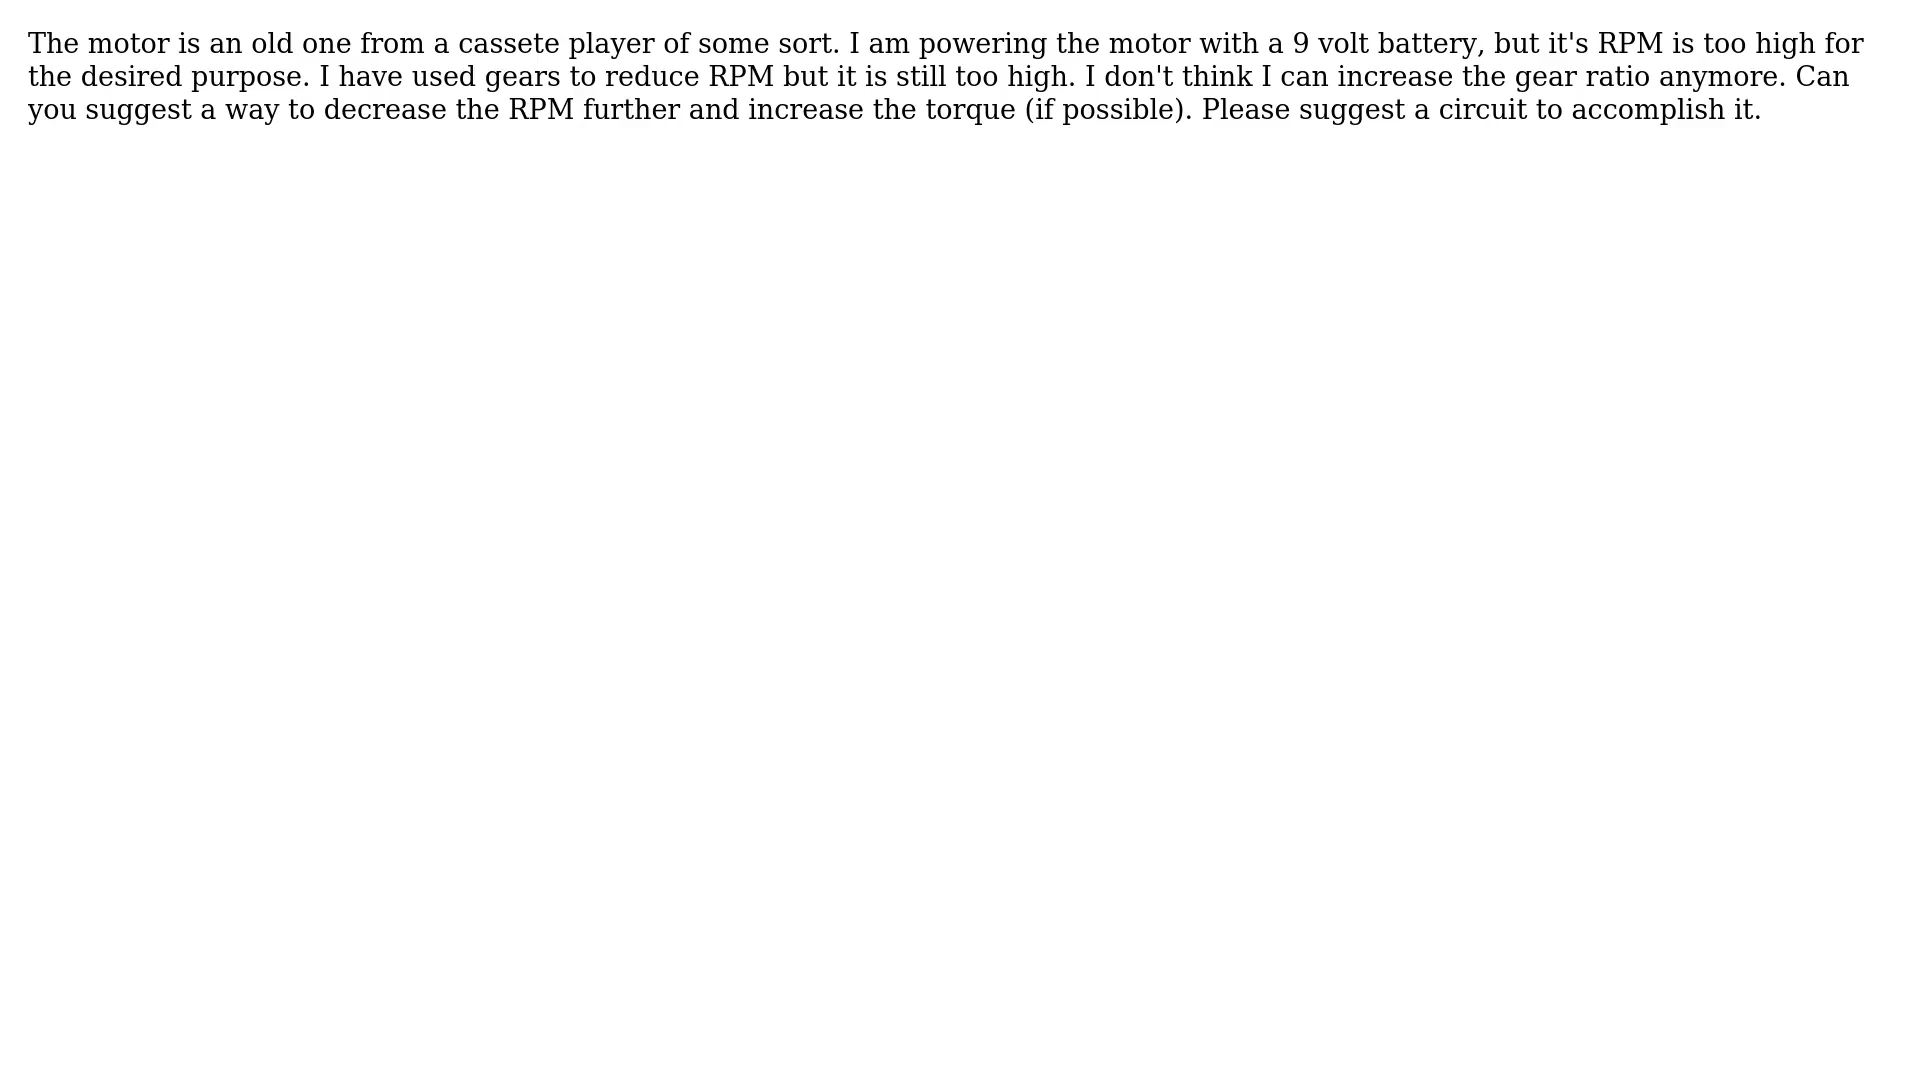 The motor is an old one from a cassete player of some sort. I am powering the motor with a 9 volt battery, but it's RPM is too high for
the desired purpose. I have used gears to reduce RPM but it is still too high. I don't think I can increase the gear ratio anymore. Can
you suggest a way to decrease the RPM further and increase the torque (if possible). Please suggest a circuit to accomplish it.